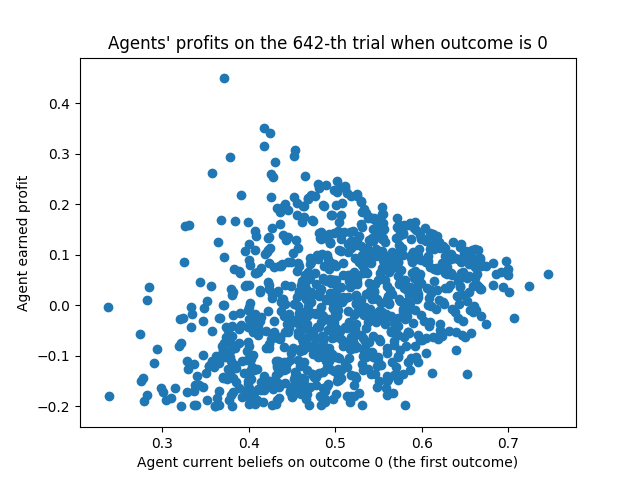 Agents' profits on the 642-th trial when outcome is 0
Agent earned profit
0.4
0.3
0.2
0.1
0.0
−0.1
−0.2
0.3 0.4 0.5 0.6 0.7
Agent current beliefs on outcome 0 (the first outcome)